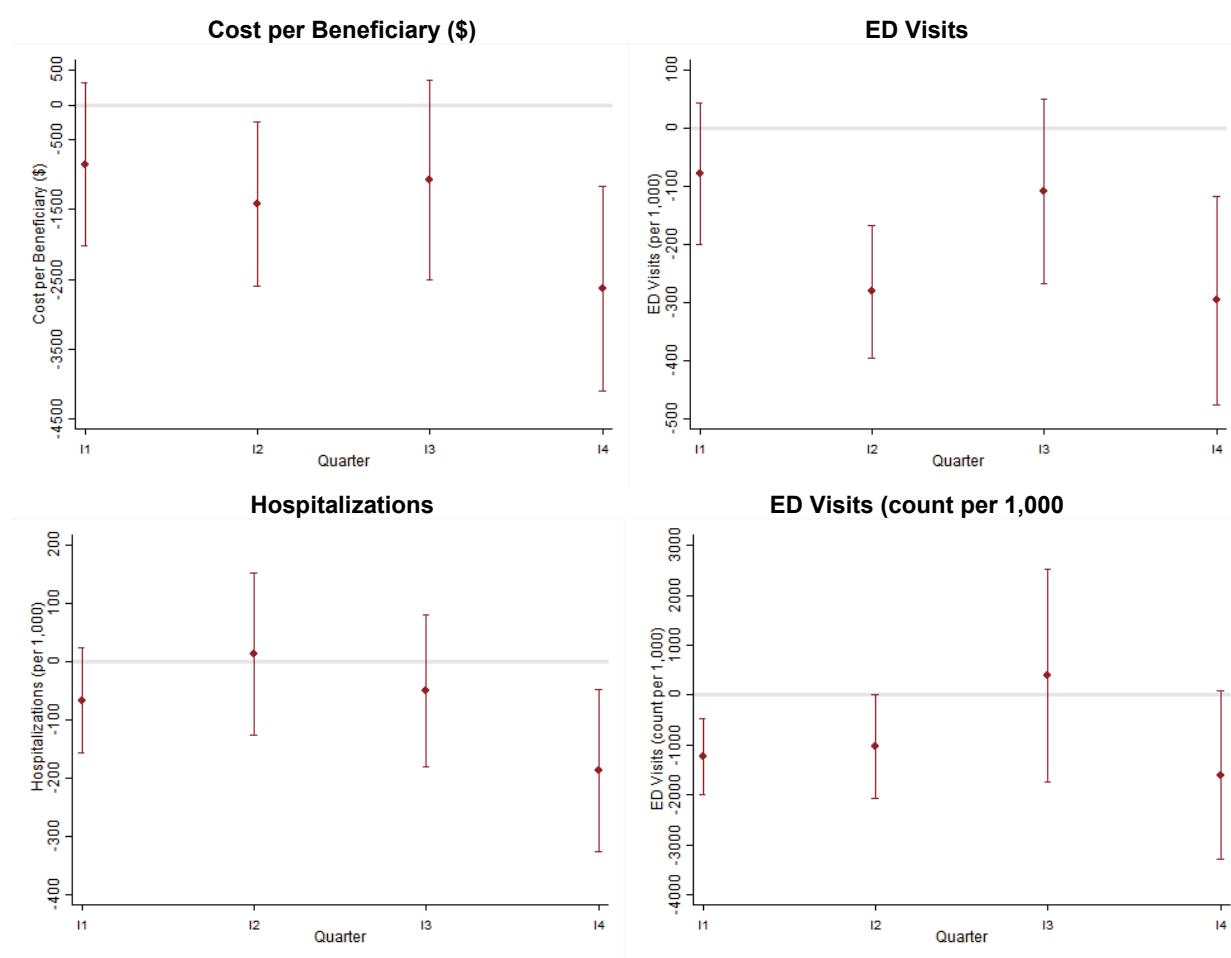 Cost per Beneficiary ($)
500
0
-500
-1500
-2500
-3500
-4500
Cost per Beneficiary ($)
I1
I2
I3
I4
Quarter
ED Visits
100
0
-100
-200
-300
-400
-500
ED Visits (per 1,000)
I1
I2
I3
I4
Quarter
Hospitalizations
200
100
0
-100
-200
-300
-400
Hospitalizations (per 1,000)
I1
I2
I3
I4
Quarter
ED Visits (count per 1,000
3000
2000
1000
0
-1000
-2000
-3000
-4000
ED Visits (count per 1,000)
I1
I2
I3
I4
Quarter